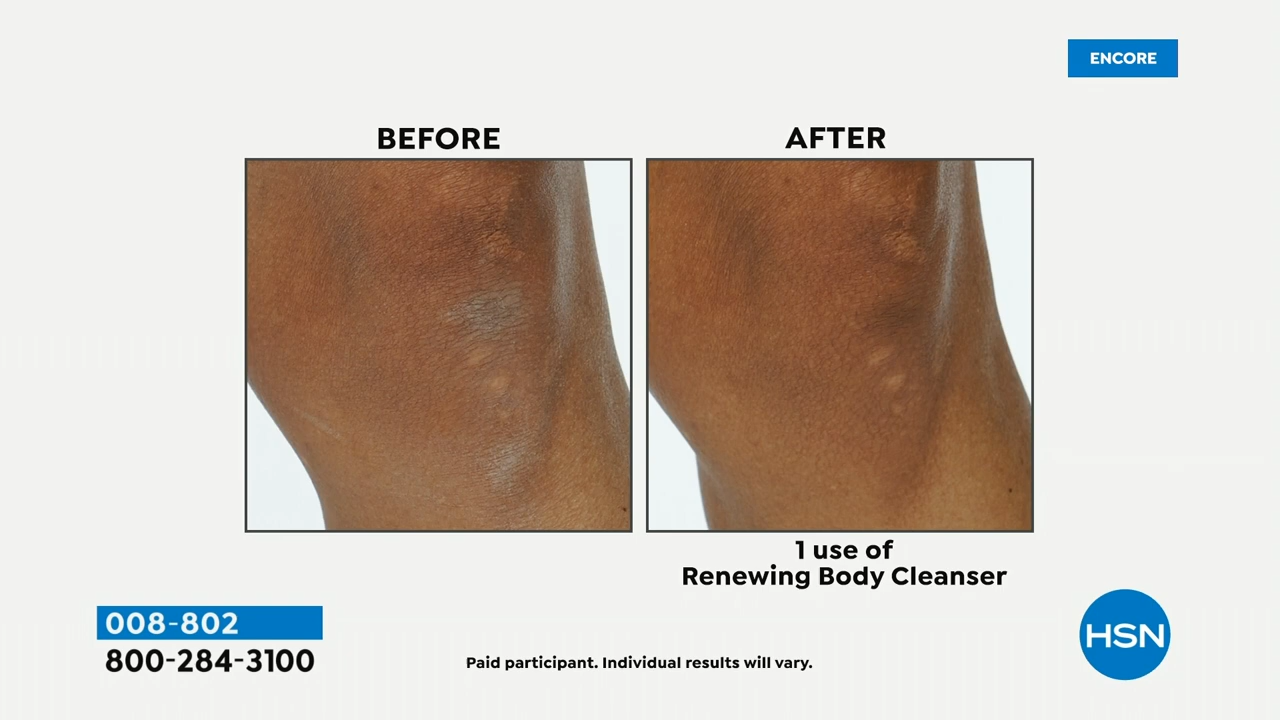 ENCORE
BEFORE
AFTER
1 use of
Renewing Body Cleanser
008-802
800-284-3100
Paid participant. Individual results will vary.
HSN